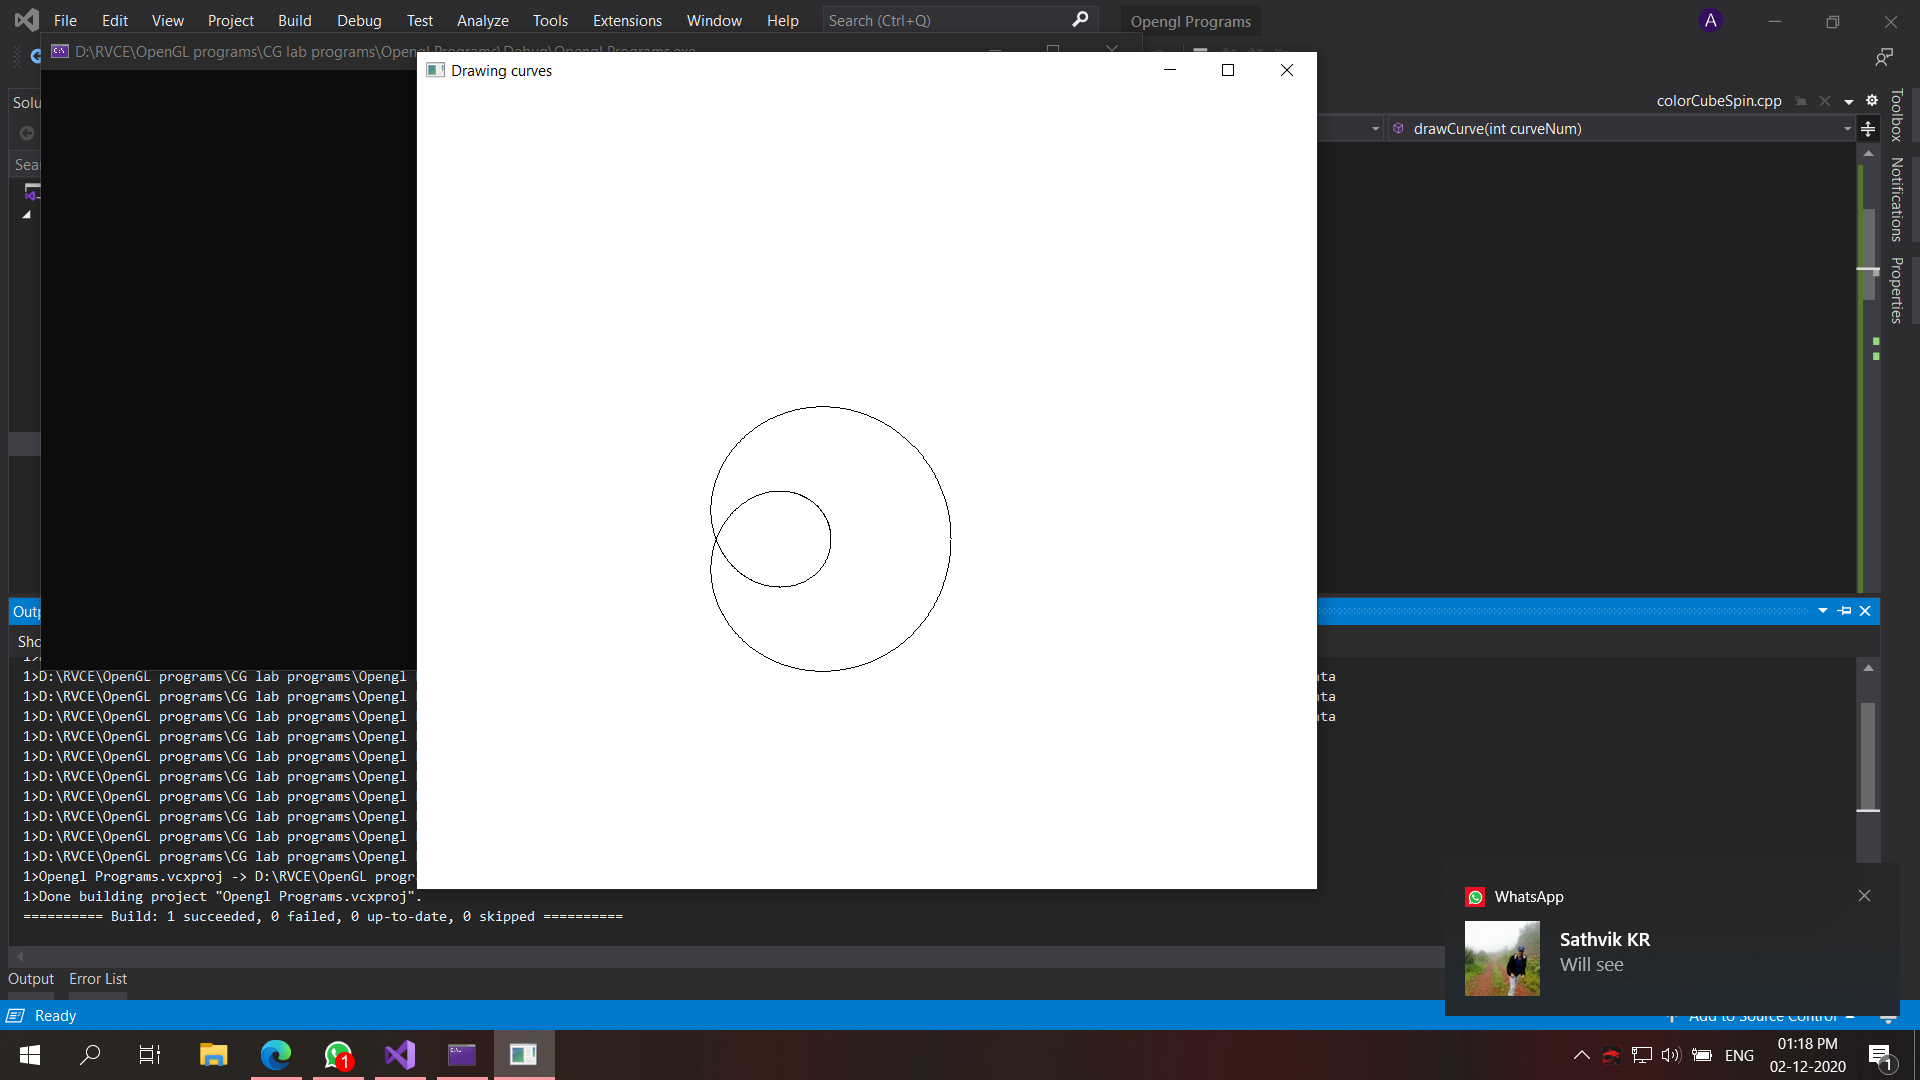 File Edit View Project Build Debug Test Analyze Tools Extensions Window Help Search (Ctrl+Q) Opengl Programs A
D:\RVCE\OpenGL programs\CG lab programs\Opengl Programs\Debug\Opengl Programs.exe
Drawing curves
Solu
colorCubeSpin.cpp
drawCurve(int curveNum)
Sear
Toolbox
Notifications
Properties
Outp
Sho
1>D:\RVCE\OpenGL programs\CG lab programs\Opengl ata
1>D:\RVCE\OpenGL programs\CG lab programs\Opengl ata
1>D:\RVCE\OpenGL programs\CG lab programs\Opengl ata
1>D:\RVCE\OpenGL programs\CG lab programs\Opengl
1>D:\RVCE\OpenGL programs\CG lab programs\Opengl
1>D:\RVCE\OpenGL programs\CG lab programs\Opengl
1>D:\RVCE\OpenGL programs\CG lab programs\Opengl
1>D:\RVCE\OpenGL programs\CG lab programs\Opengl
1>D:\RVCE\OpenGL programs\CG lab programs\Opengl
1>D:\RVCE\OpenGL programs\CG lab programs\Opengl
1>Opengl Programs.vcxproj -> D:\RVCE\OpenGL progr
1>Done building project "Opengl Programs.vcxproj".
========== Build: 1 succeeded, 0 failed, 0 up-to-date, 0 skipped ==========
WhatsApp
Sathvik KR
Will see
Output Error List
Ready
Add to Source Control
1
ENG
01:18 PM
02-12-2020
1